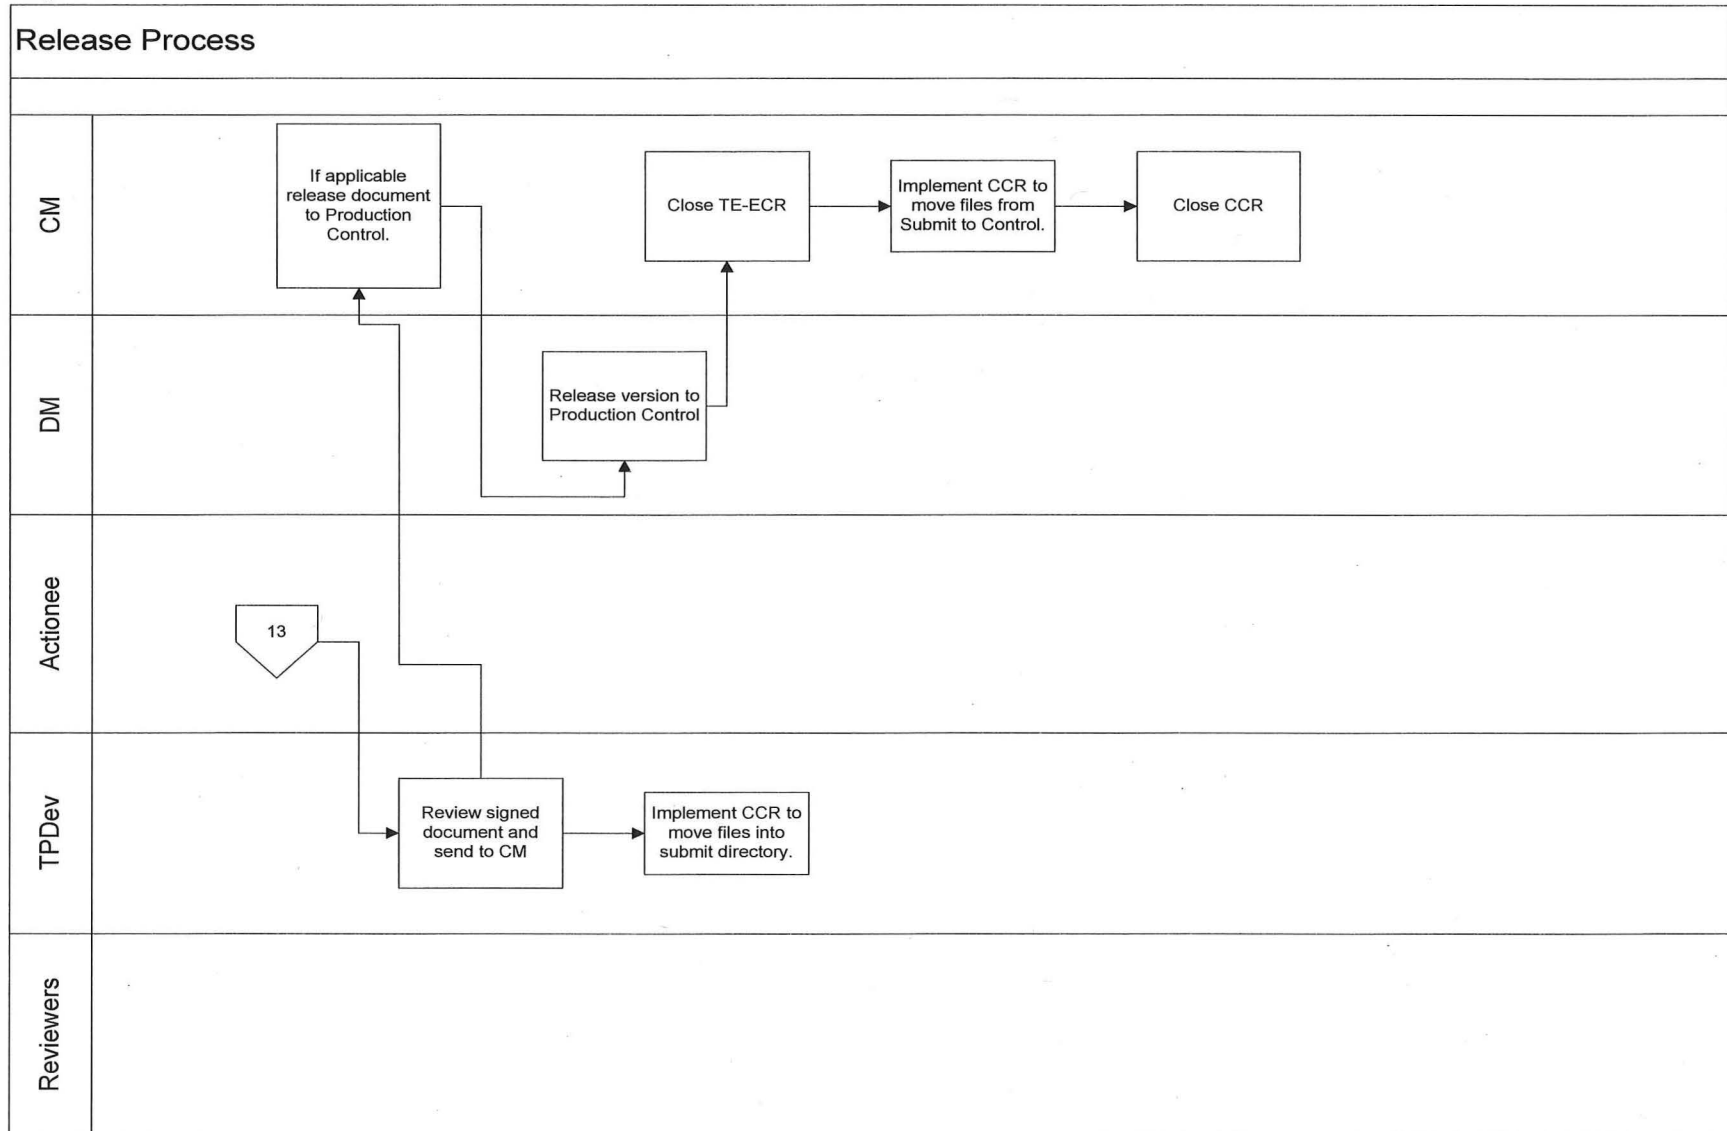 Release Process
CM
If applicable
release document
to Production
Control.
Close TE-ECR
Implement CCR to
move files from
Submit to Control.
Close CCR
DM
Release version to
Production Control
Actionee
13
TPDev
Review signed
document and
send to CM
Implement CCR to
move files into
submit directory.
Reviewers